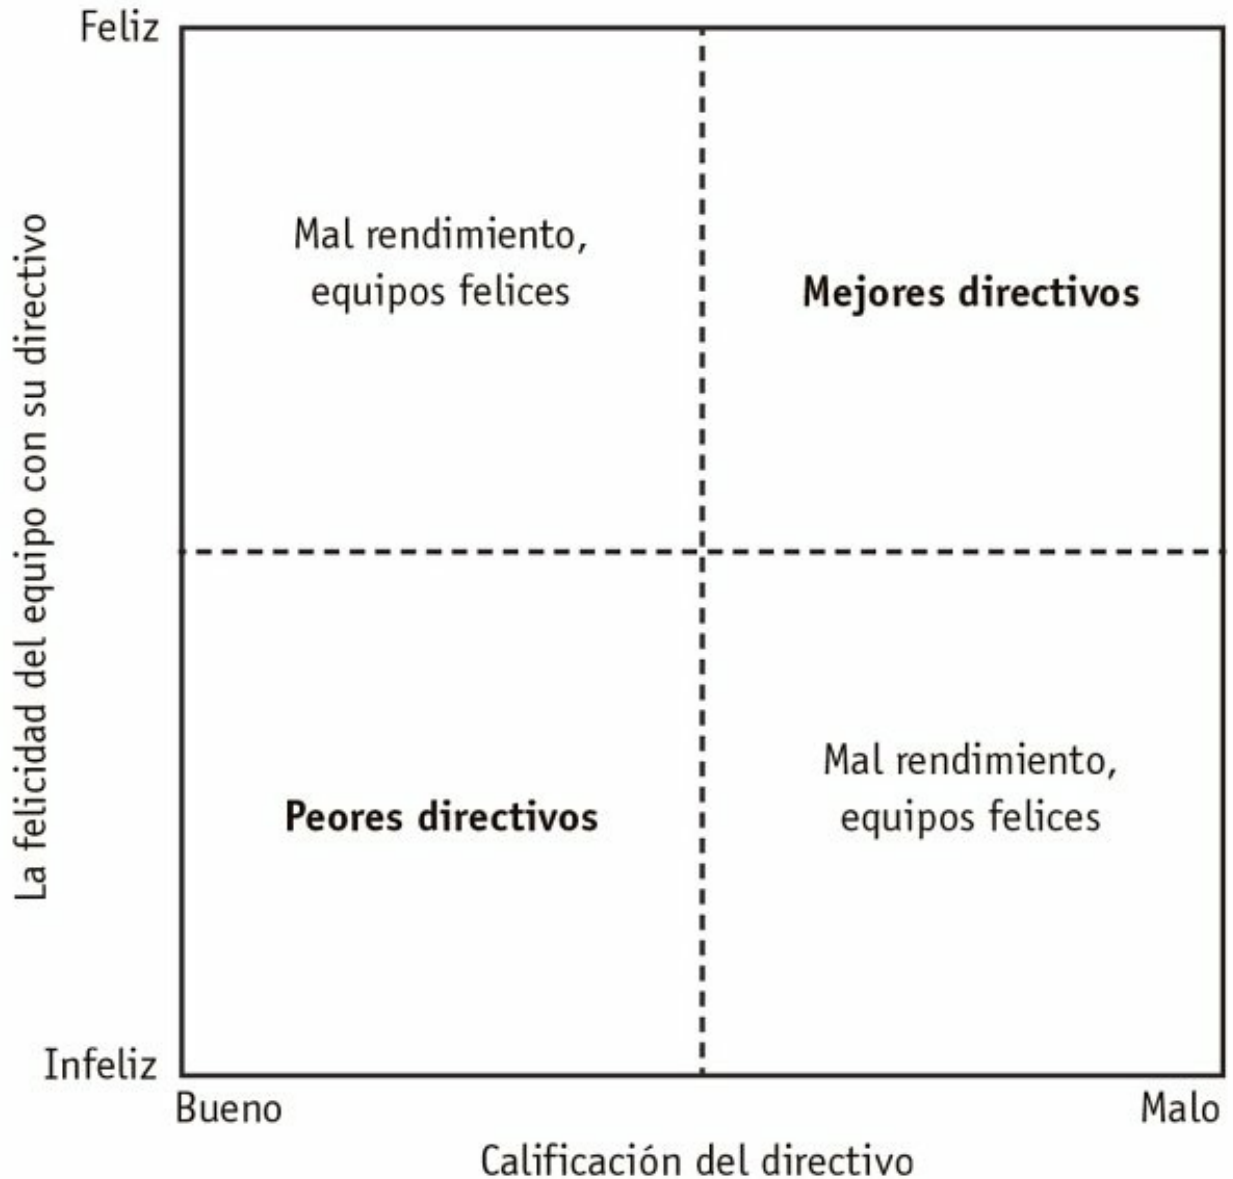 Feliz
La felicidad del equipo con su directivo
Mal rendimiento,
equipos felices
Mejores directivos
Peores directivos
Mal rendimiento,
equipos felices
Infeliz
Bueno
Malo
Calificación del directivo